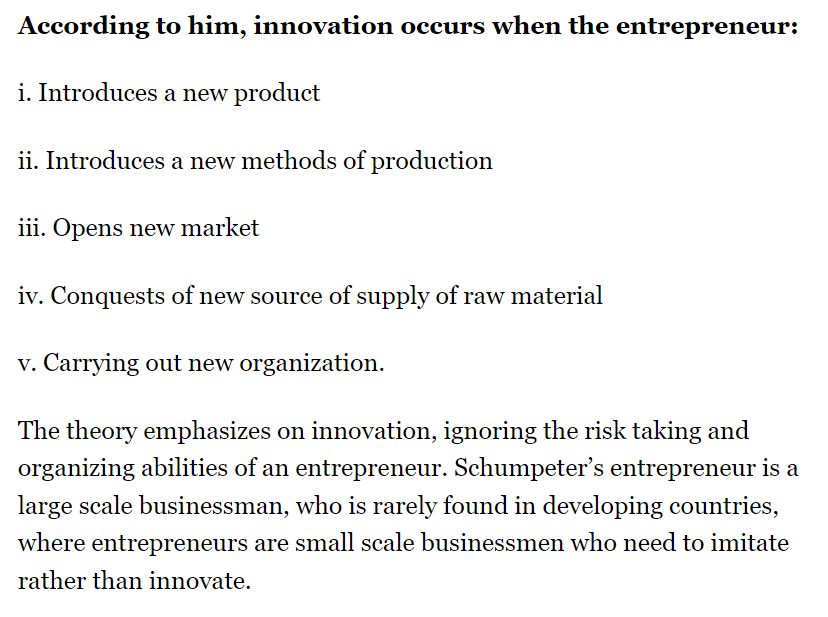 According to him, innovation occurs when the entrepreneur:
i. Introduces a new product
ii. Introduces a new methods of production
iii. Opens new market
iv. Conquests of new source of supply of raw material
v. Carrying out new organization.
The theory emphasizes on innovation, ignoring the risk taking and
organizing abilities of an entrepreneur. Schumpeter’s entrepreneur is a
large scale businessman, who is rarely found in developing countries,
where entrepreneurs are small scale businessmen who need to imitate
rather than innovate.